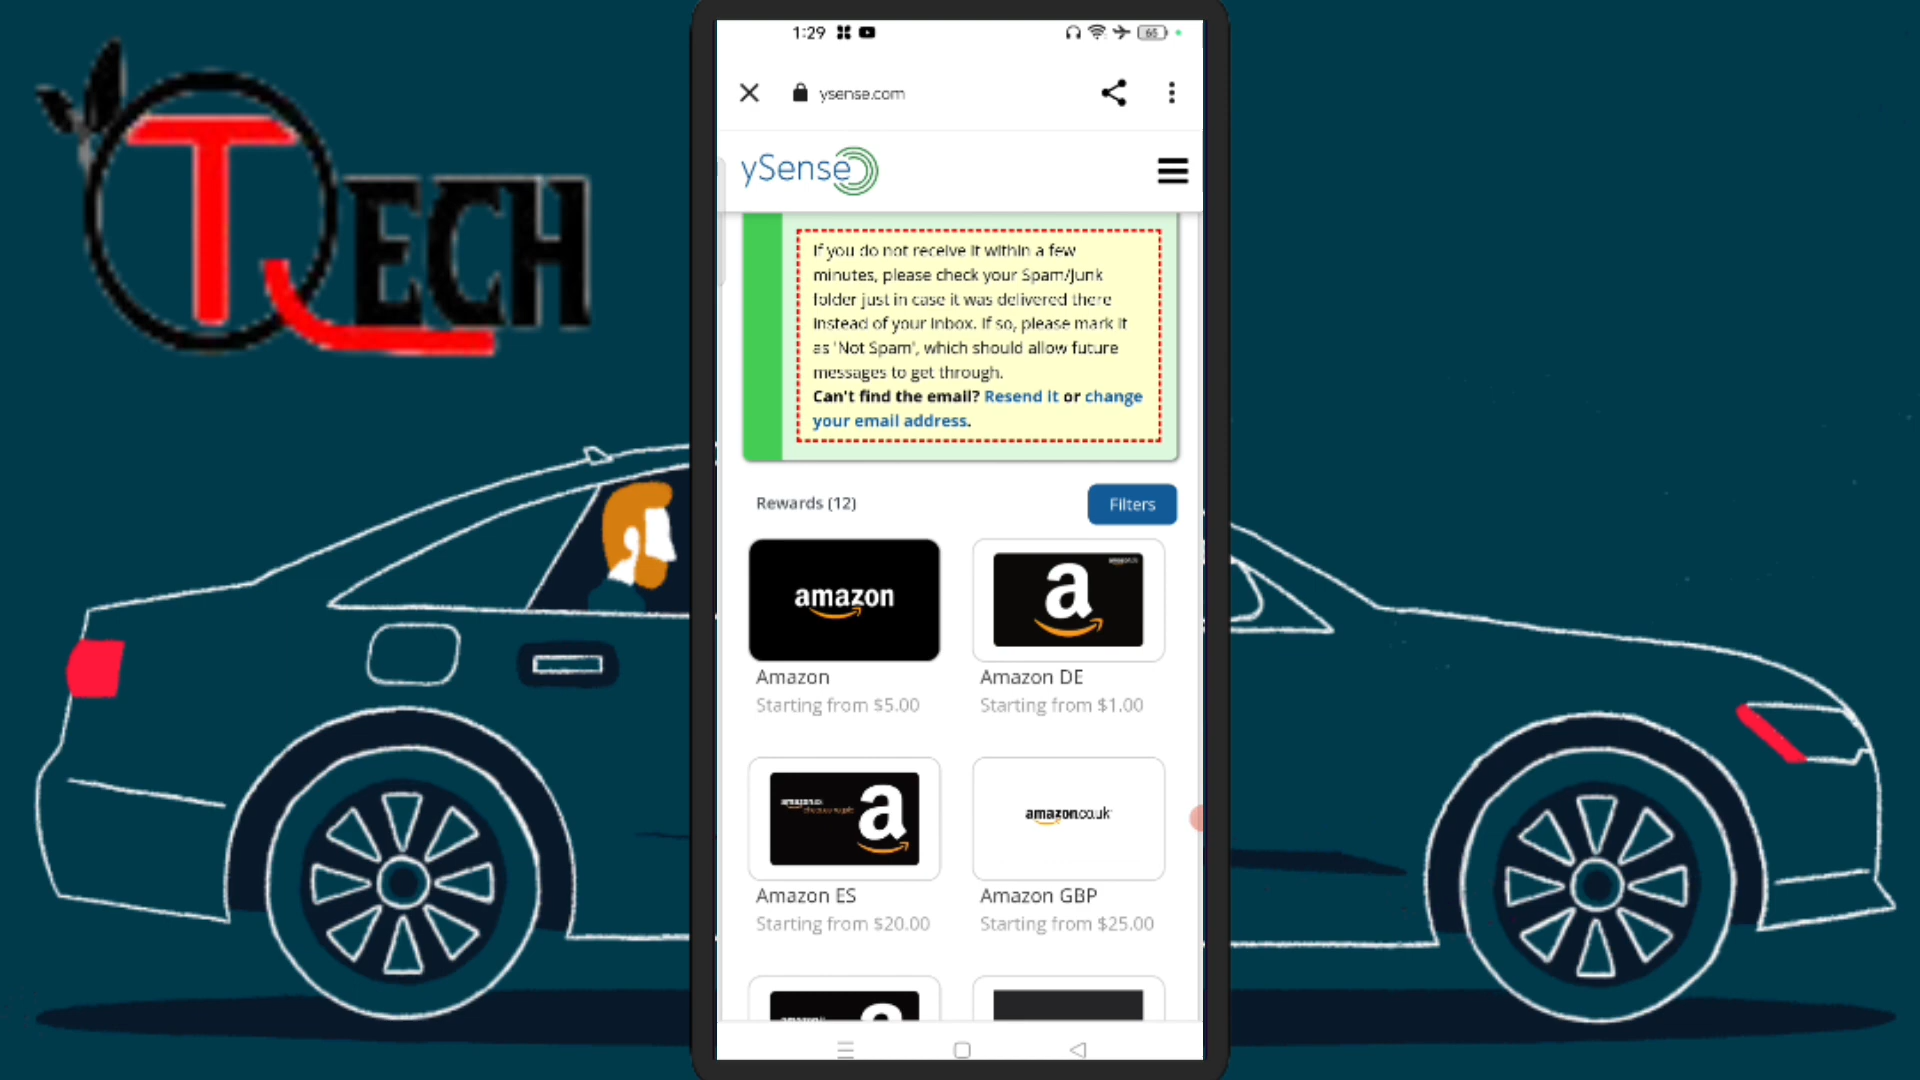 TECH
1:29
65
ysense.com
ySense
If you do not receive it within a few
minutes, please check your Spam/Junk
folder just in case it was delivered there
instead of your Inbox. If so, please mark it
as 'Not Spam', which should allow future
messages to get through.
Can't find the email? Resend it or change
your email address.
Rewards (12)
Filters
amazon
a
Amazon
Amazon DE
Starting from $5.00
Starting from $1.00
a
amazon.co.uk
Amazon ES
Amazon GBP
Starting from $20.00
Starting from $25.00